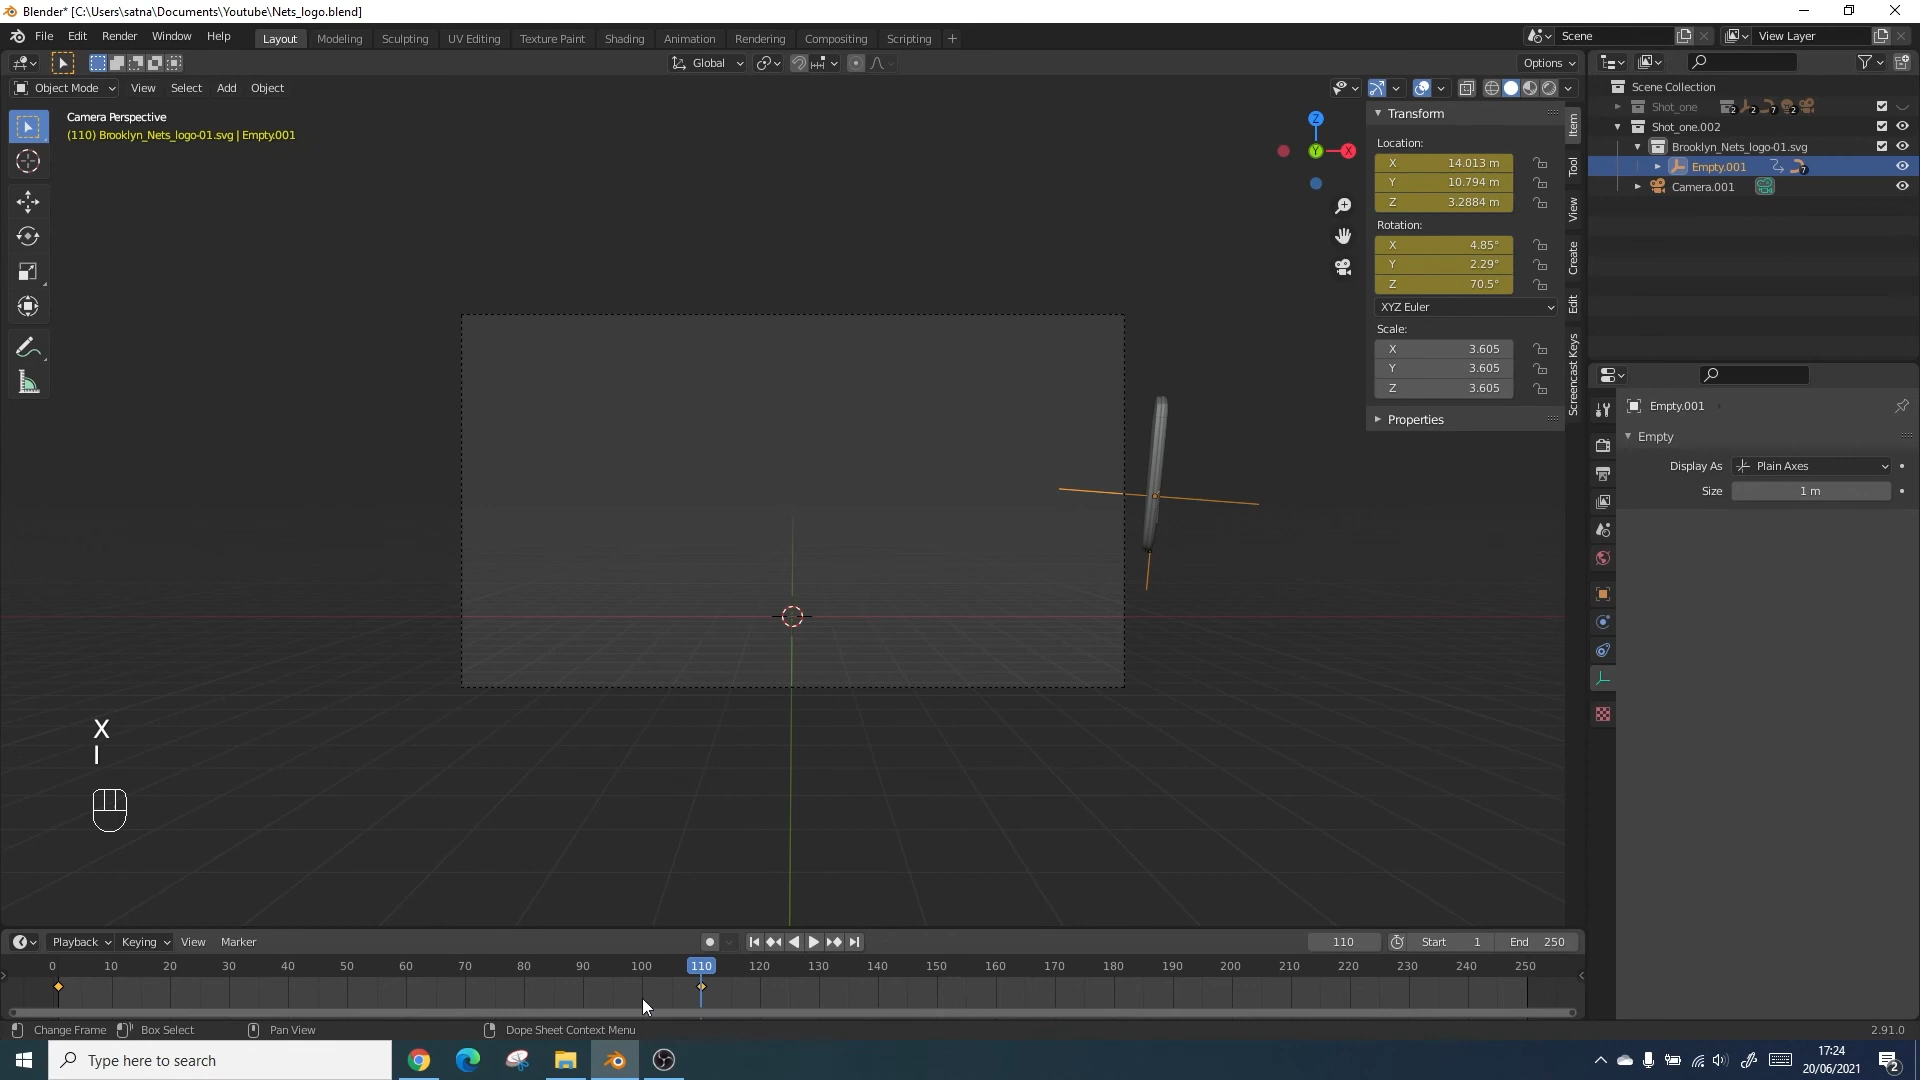 Blender* [C:\Users\satna\Documents\Youtube\Nets_logo.blend]
File Edit Render Window Help Layout Modeling Sculpting UV Editing Texture Paint Shading Animation Rendering Compositing Scripting + Scene View Layer
Global Options
Object Mode View Select Add Object
Camera Perspective
(110) Brooklyn_Nets_logo-01.svg | Empty.001
Z
Y
X
Transform
Location:
X 14.013 m
Y 10.794 m
Z 3.2884 m
Rotation:
X 4.85°
Y 2.29°
Z 70.5°
XYZ Euler
Scale:
X 3.605
Y 3.605
Z 3.605
Properties
Item
Tool
View
Create
Edit
Screencast Keys
Scene Collection
Shot_one 2 2 7 2
Shot_one.002
Brooklyn_Nets_logo-01.svg
Empty.001 7
Camera.001
Empty.001
Empty
Display As Plain Axes
Size 1 m
X
I
Playback Keying View Marker 110 Start 1 End 250
0 10 20 30 40 50 60 70 80 90 100 110 120 130 140 150 160 170 180 190 200 210 220 230 240 250
Change Frame Box Select Pan View Dope Sheet Context Menu 2.91.0
Type here to search
17:24
20/06/2021
2